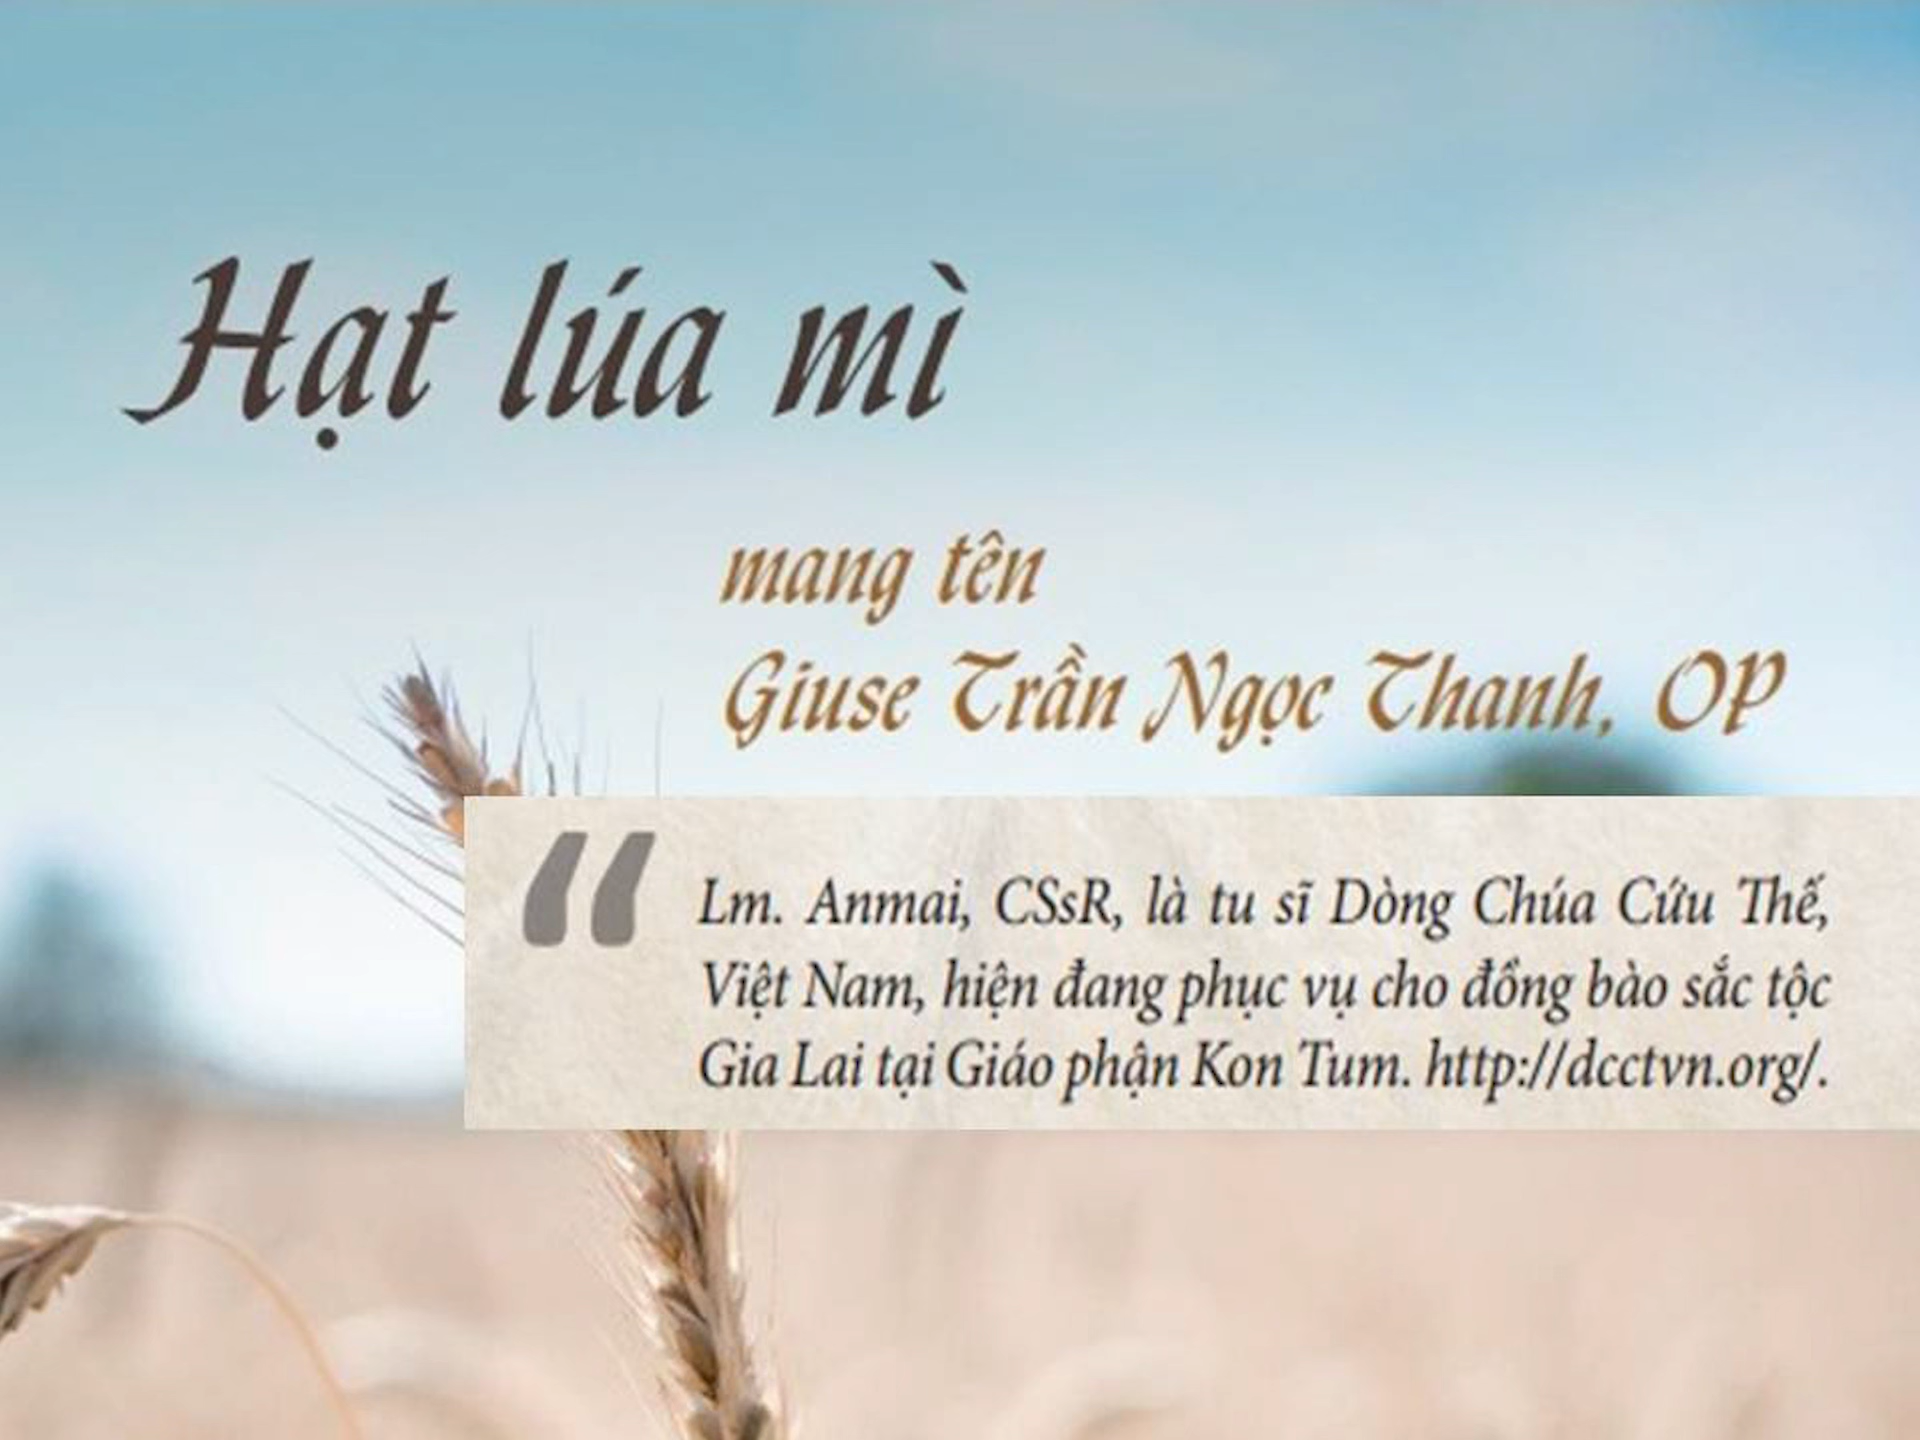 Hạt lúa mì
mang tên
Giuse Trần Ngọc Thanh, OP
“
Lm. Anmai, CSsR, là tu sĩ Dòng Chúa Cứu Thế,
Việt Nam, hiện đang phục vụ cho đồng bào sắc tộc
Gia Lai tại Giáo phận Kon Tum. http://dcctvn.org/.